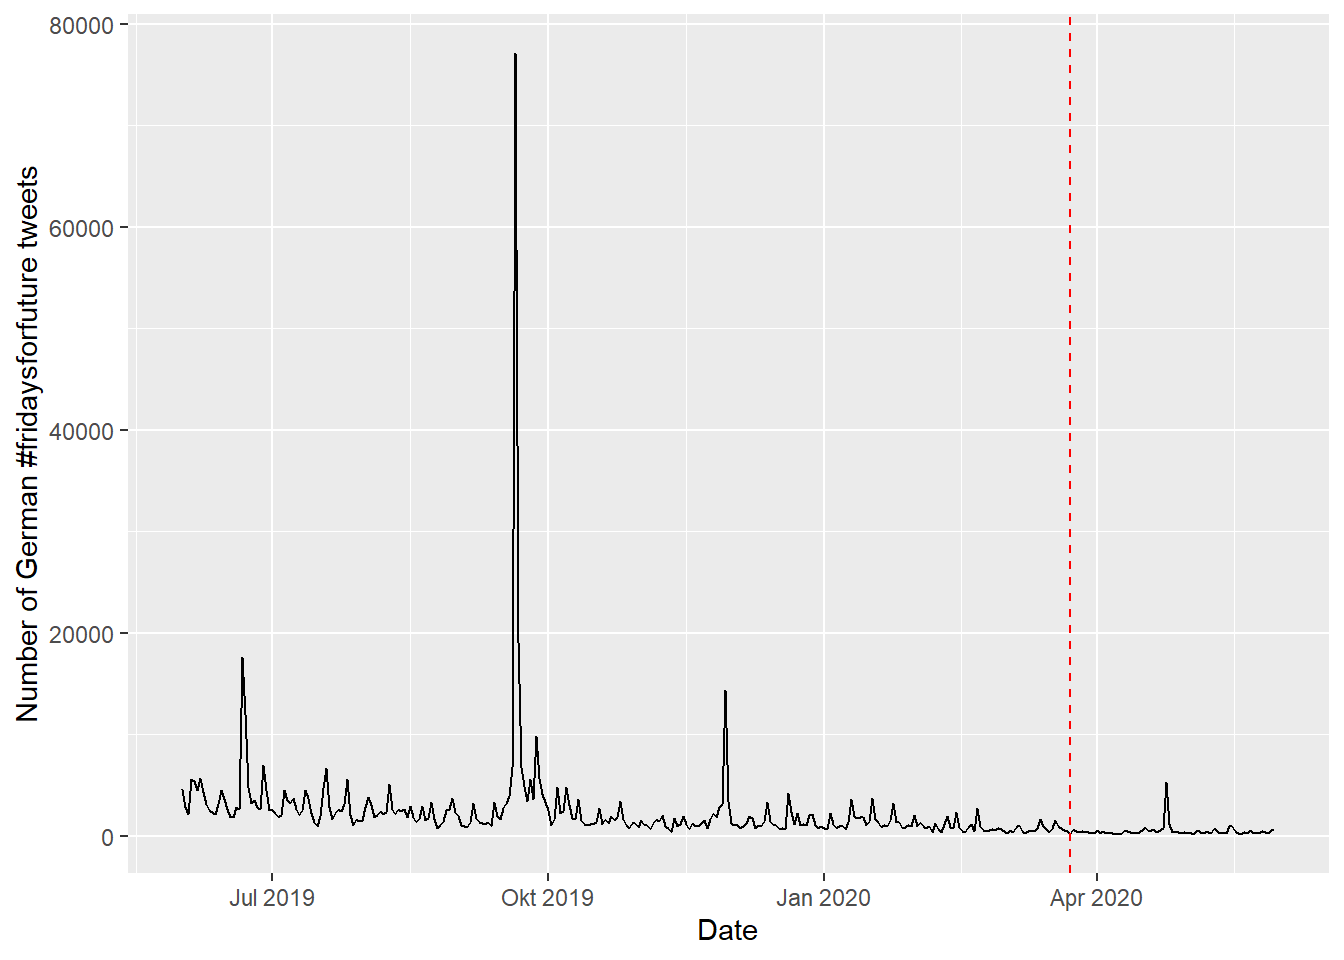 80000
60000
40000
20000
0
Number of German #fridaysforfuture tweets
Jul 2019
Okt 2019
Jan 2020
Apr 2020
Date